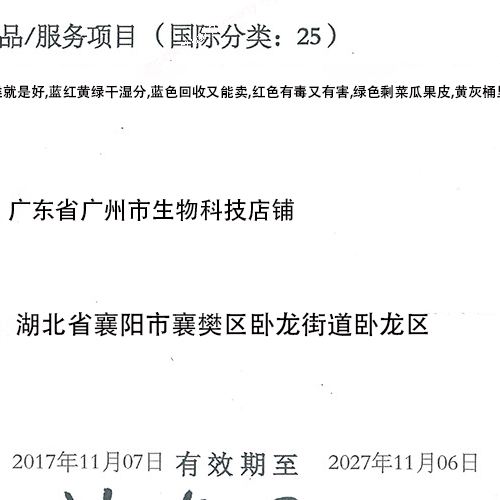 品/服务项目（国际分类：25）
就是好,蓝红黄绿干湿分,蓝色回收又能卖,红色有毒又有害,绿色剩菜瓜果皮,黄灰桶
广东省广州市生物科技店铺
湖北省襄阳市襄樊区卧龙街道卧龙区
2017年11月07日 有效期至 2027年11月06日